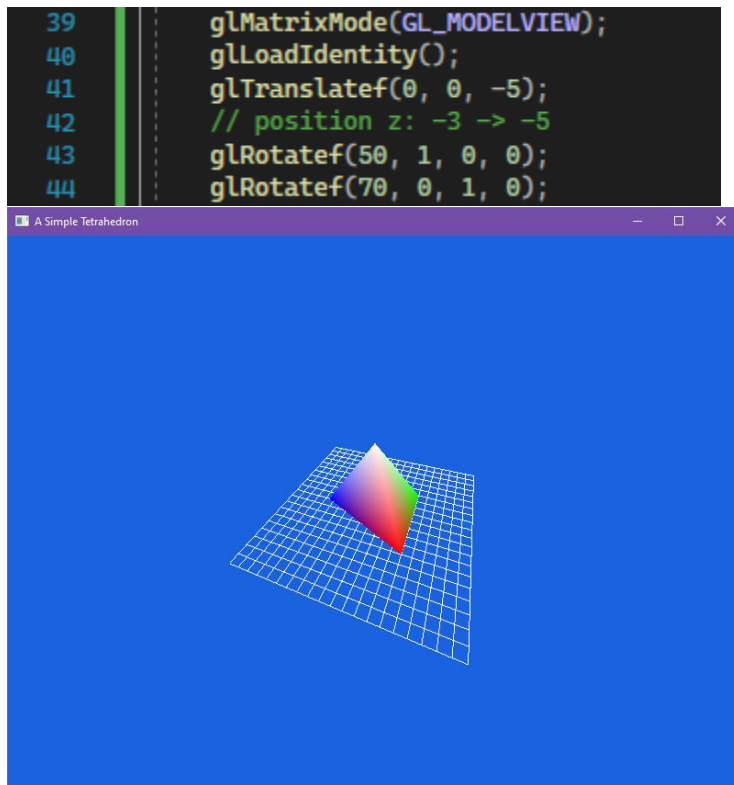 39 glMatrixMode(GL_MODELVIEW);
40 glLoadIdentity();
41 glTranslatef(0, 0, -5);
42 // position z: -3 -> -5
43 glRotatef(50, 1, 0, 0);
44 glRotatef(70, 0, 1, 0);
A Simple Tetrahedron